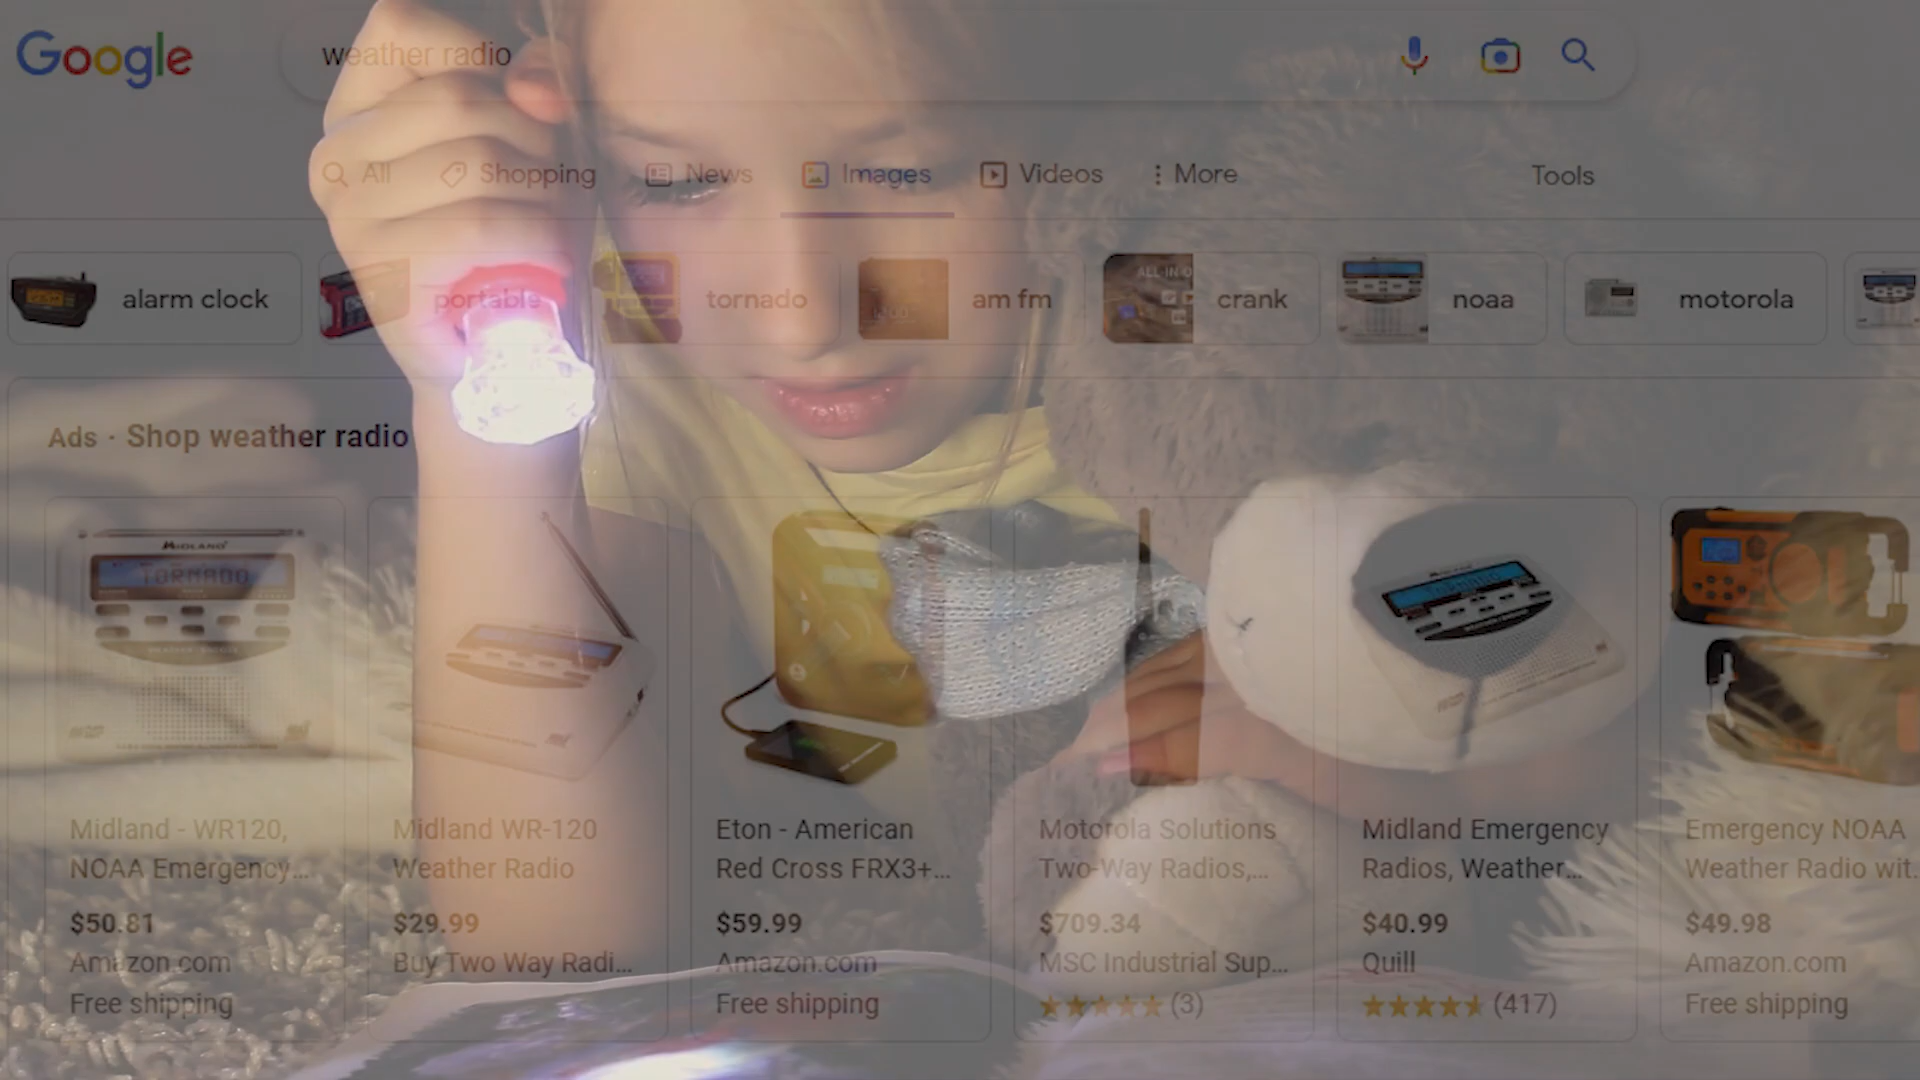 Google
weather radio
All Shopping News Images Videos More Tools
alarm clock portable tornado am fm crank noaa motorola
ALL-IN-O
Ads · Shop weather radio
MIDLAND
TORNADO
Midland - WR120,
NOAA Emergency...
$50.81
Amazon.com
Free shipping
Midland WR-120
Weather Radio
$29.99
Buy Two Way Radi...
Eton - American
Red Cross FRX3+...
$59.99
Amazon.com
Free shipping
Motorola Solutions
Two-Way Radios,...
$709.34
MSC Industrial Sup...
(3)
Midland Emergency
Radios, Weather...
$40.99
Quill
(417)
Emergency NOAA
Weather Radio wit.
$49.98
Amazon.com
Free shipping